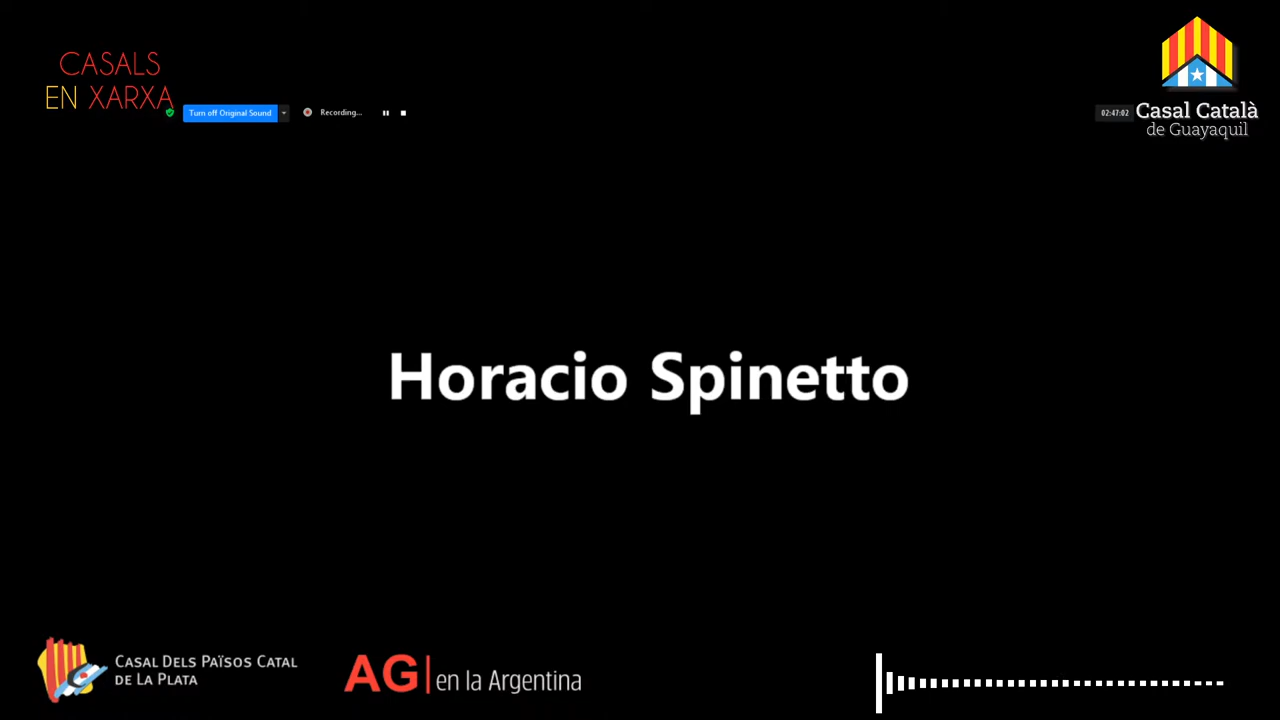 CASALS
EN XARXA
Turn off Original Sound
Recording...
02:47:02
Casal Català
de Guayaquil
Horacio Spinetto
CASAL DELS PAÏSOS CATAL
DE LA PLATA
AG en la Argentina